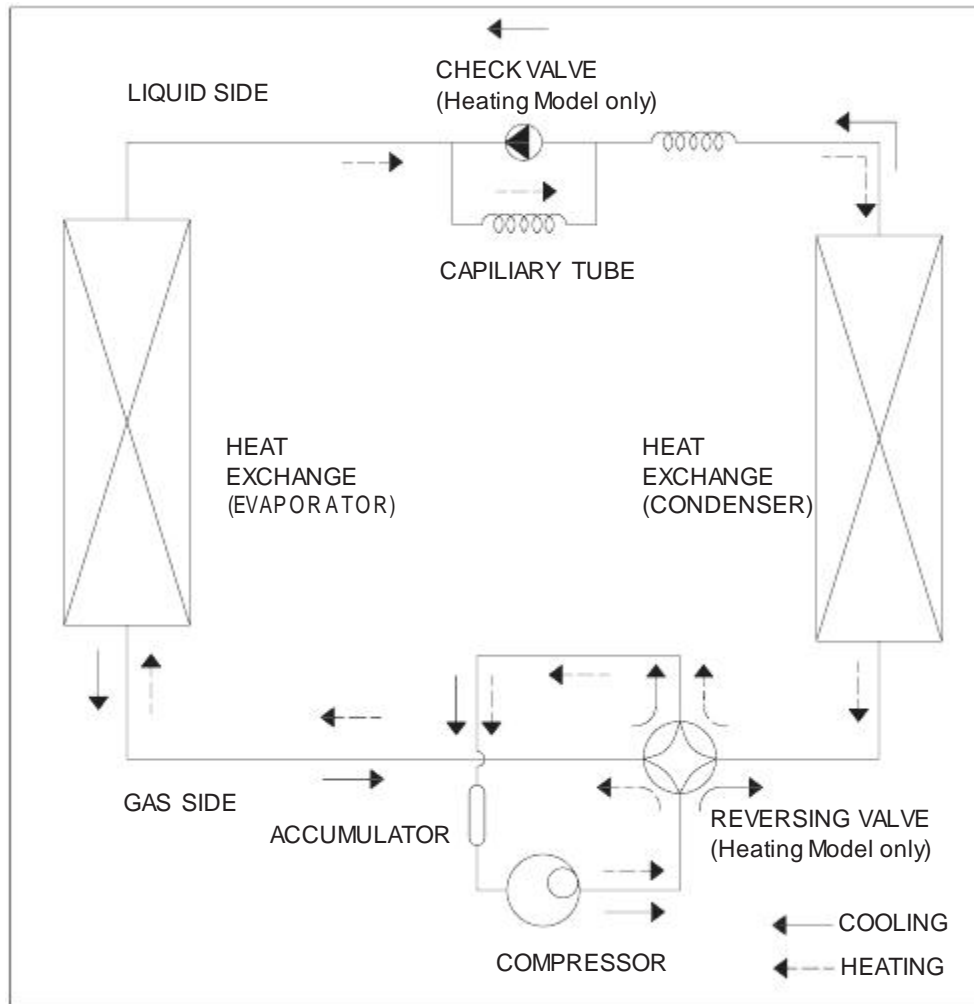 CHECK VALVE
(Heating Model only)
LIQUID SIDE
CAPILIARY TUBE
HEAT
EXCHANGE
(EVAPORATOR)
HEAT
EXCHANGE
(CONDENSER)
GAS SIDE
ACCUMULATOR
REVERSING VALVE
(Heating Model only)
COMPRESSOR
COOLING
HEATING